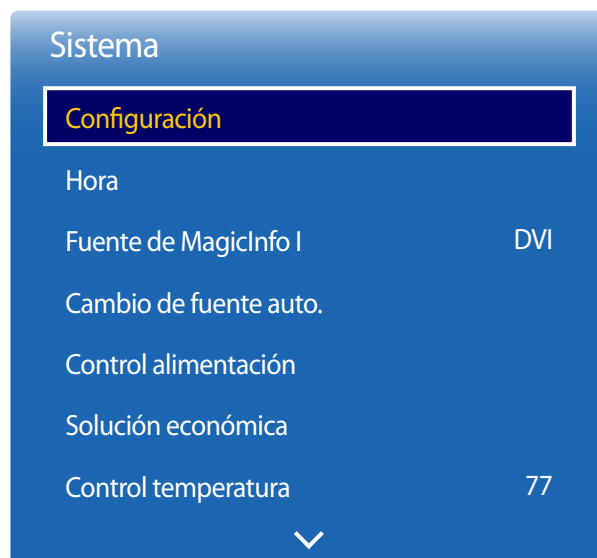 Sistema
Configuración
Hora
Fuente de MagicInfo I DVI
Cambio de fuente auto.
Control alimentación
Solución económica
Control temperatura 77